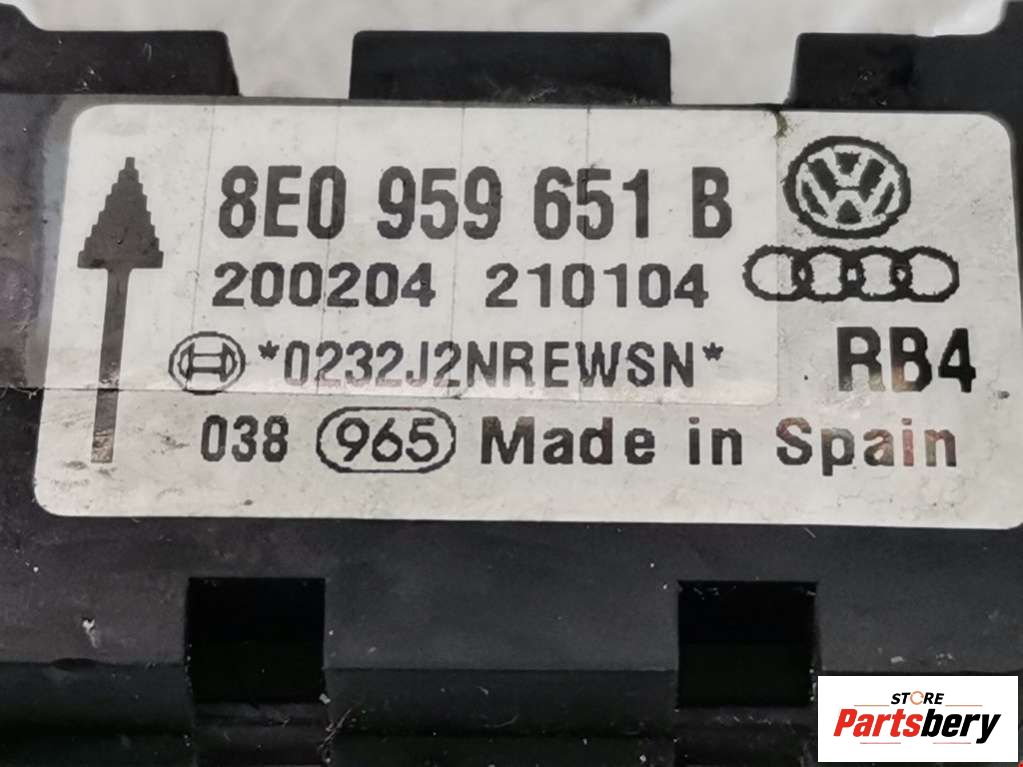 8E0 959 651 B
200204 210104
*0232J2NREWSN*
RB4
038 965 Made in Spain
STORE
Partsbery